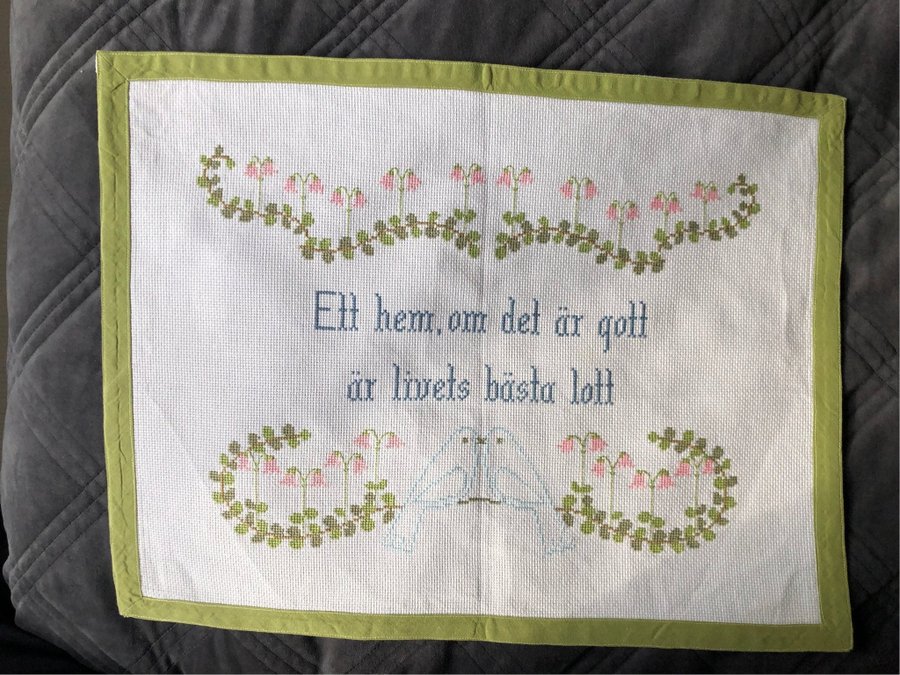 Ett hem, om det är gott
är livets bästa lott